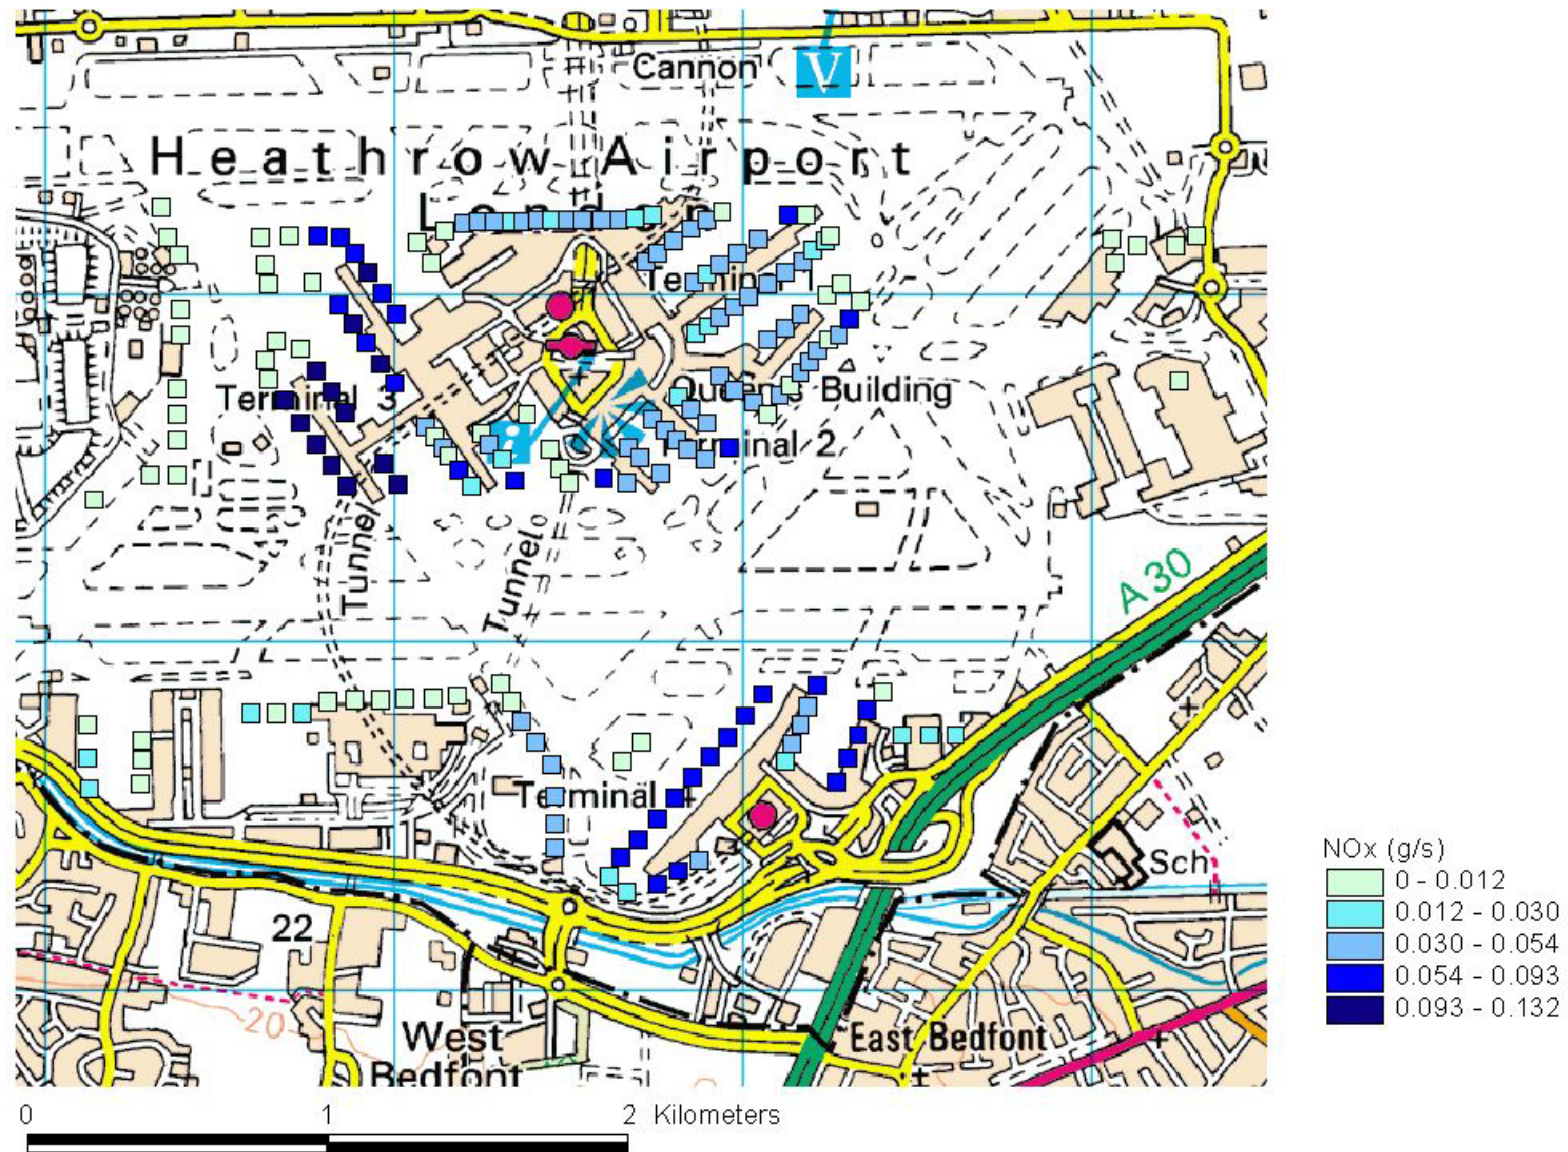 Cannon
V
Heathrow Airport
London
Terminal 1
Terminal 3
Queen's Building
i
Terminal 2
Tunnel
Tunnel
A 30
Terminal 4
Sch
22
20
West
Bedfont
East Bedfont
NOx (g/s)
0 - 0.012
0.012 - 0.030
0.030 - 0.054
0.054 - 0.093
0.093 - 0.132
0 1 2 Kilometers